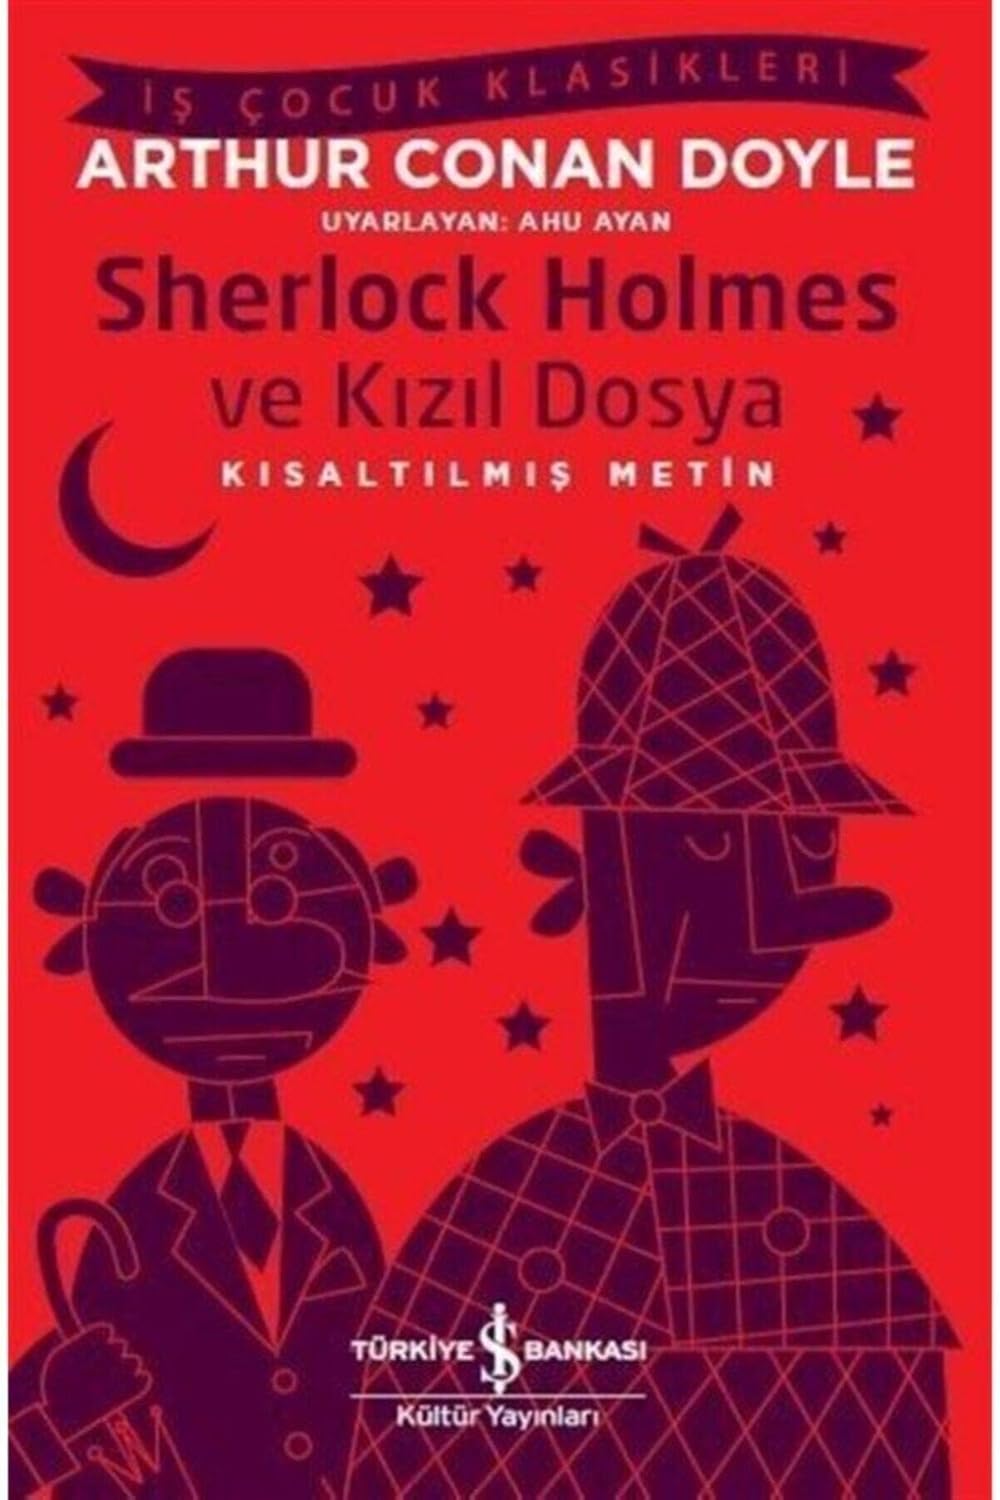 İŞ ÇOCUK KLASİKLERİ
ARTHUR CONAN DOYLE
UYARLAYAN: AHU AYAN
Sherlock Holmes
ve Kızıl Dosya
KISALTILMIŞ METİN
TÜRKİYE İŞ BANKASI
Kültür Yayınları